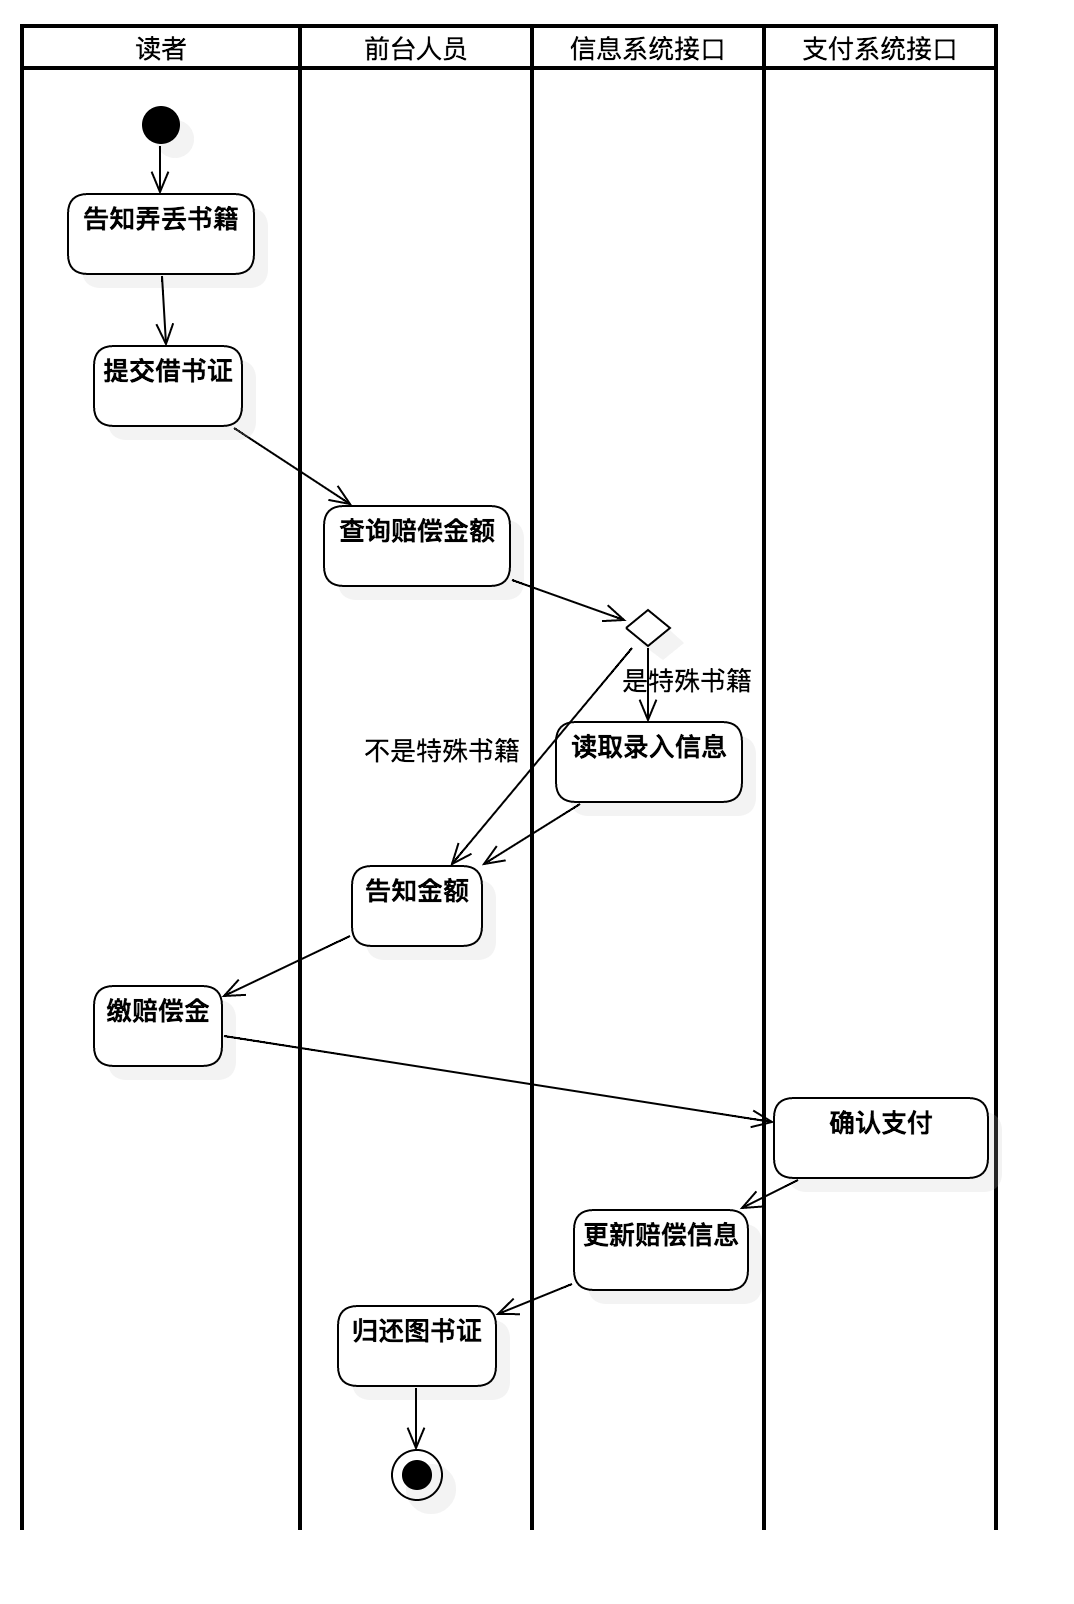 读者
前台人员
信息系统接口
支付系统接口
告知弄丢书籍
提交借书证
查询赔偿金额
是特殊书籍
不是特殊书籍
读取录入信息
告知金额
缴赔偿金
确认支付
更新赔偿信息
归还图书证